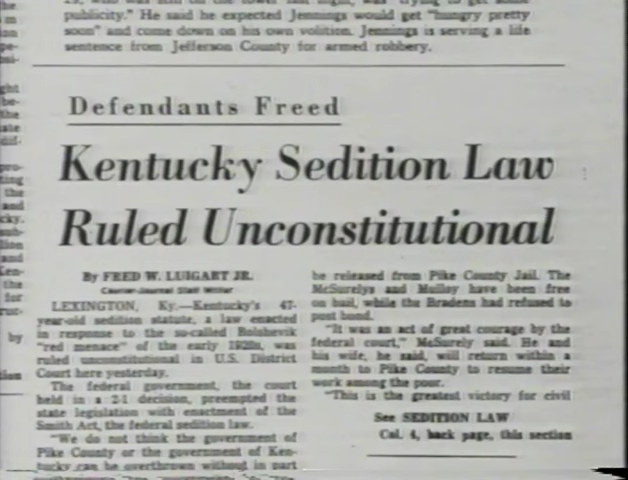 publicity." He said he expected Jennings would get "hungry pretty
soon" and come down on his own volition. Jennings is serving a life
sentence from Jefferson County for armed robbery.
Defendants Freed
Kentucky Sedition Law
Ruled Unconstitutional
By FRED W. LUIGART JR.
Courier-Journal Staff Writer
LEXINGTON, Ky.—Kentucky's 47-
year-old sedition statute, a law enacted
in response to the so-called Bolshevik
"red menace" of the early 1920s, was
ruled unconstitutional in U.S. District
Court here yesterday.
The federal government, the court
held in a 2-1 decision, preempted the
state legislation with enactment of the
Smith Act, the federal sedition law.
"We do not think the government of
Pike County or the government of Ken-
tucky can be overthrown without in part
be released from Pike County Jail. The
McSurelys and Mulloy have been free
on bail, while the Bradens had refused to
post bond.
"It was an act of great courage by the
federal court," McSurely said. He and
his wife, he said, will return within a
month to Pike County to resume their
work among the poor.
"This is the greatest victory for civil
See SEDITION LAW
Col. 4, back page, this section